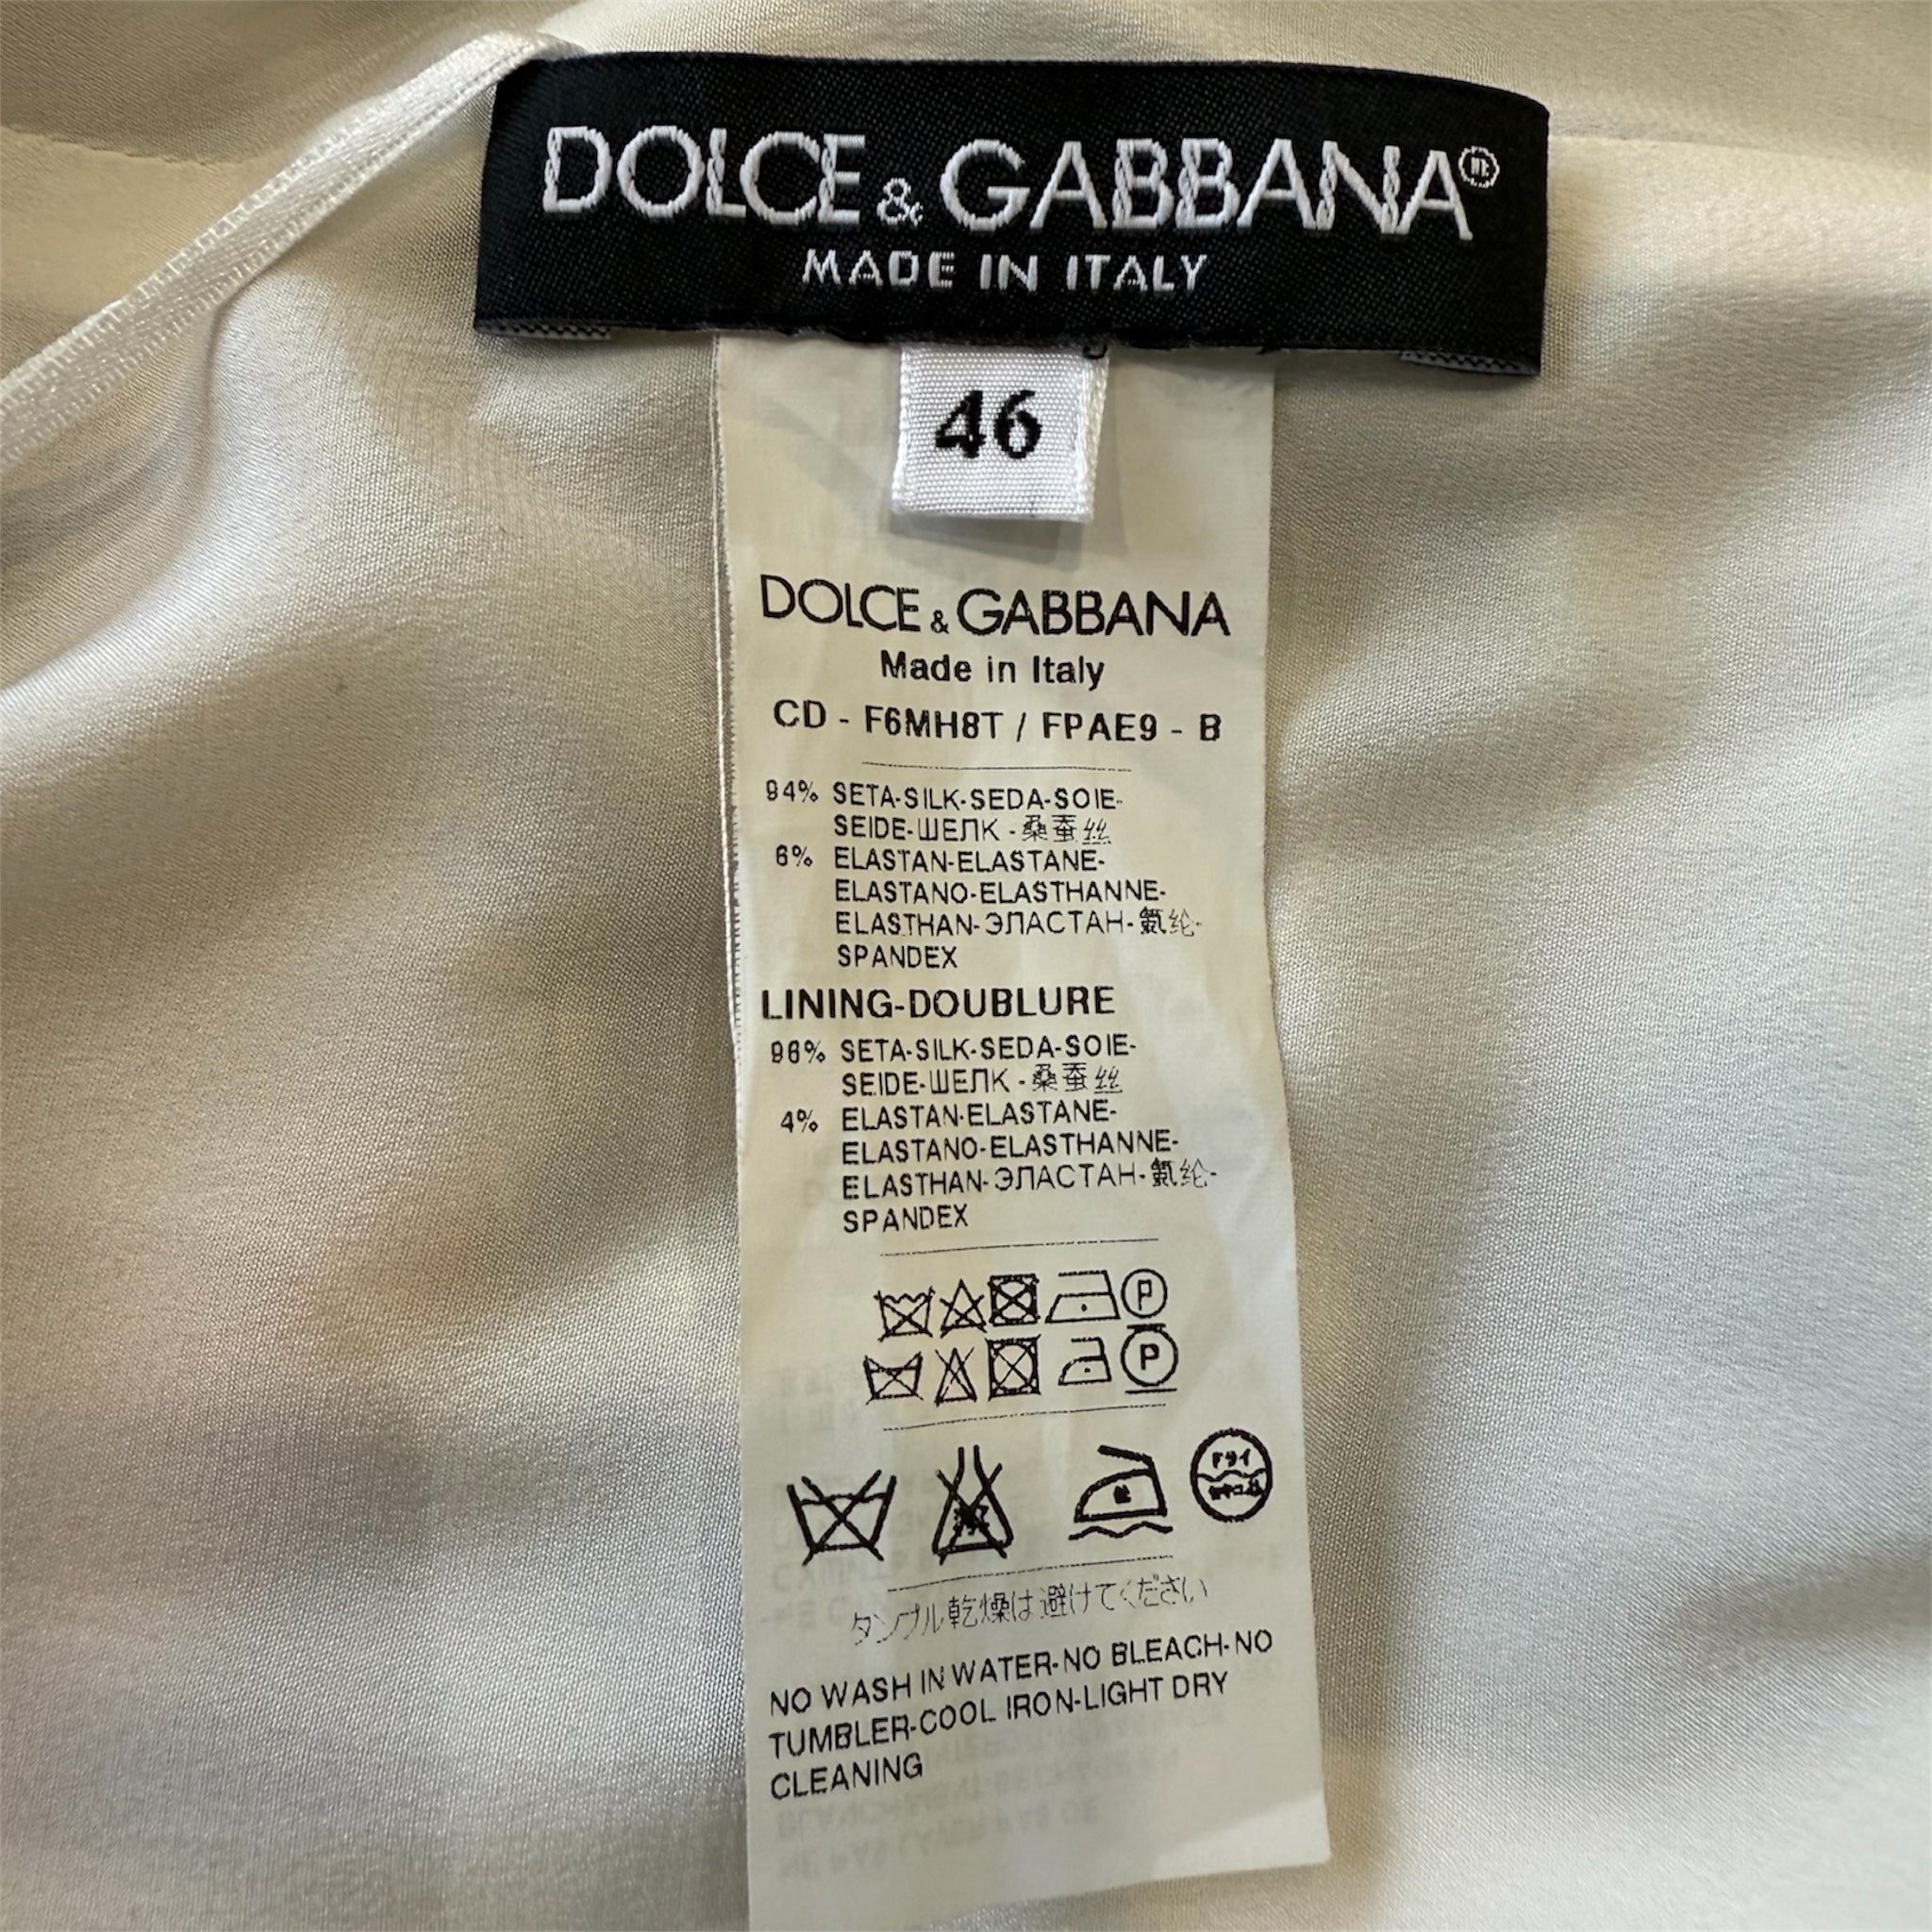 DOLCE & GABBANA
MADE IN ITALY
46
DOLCE & GABBANA
Made in Italy
CD - F6MH8T / FPAE9 - B
94% SETA-SILK-SEDA-SOIE-
SEIDE-ШЕЛК -桑蚕丝
6% ELASTAN-ELASTANE-
ELASTANO-ELASTHANNE-
ELASTHAN-ЭЛАСТАН-氨纶-
SPANDEX
LINING-DOUBLURE
96% SETA-SILK-SEDA-SOIE-
SEIDE-ШЕЛК -桑蚕丝
4% ELASTAN-ELASTANE-
ELASTANO-ELASTHANNE-
ELASTHAN-ЭЛАСТАН-氨纶-
SPANDEX
P
P
ドライ
タンブル乾燥は避けてください
NO WASH IN WATER-NO BLEACH-NO
TUMBLER-COOL IRON-LIGHT DRY
CLEANING